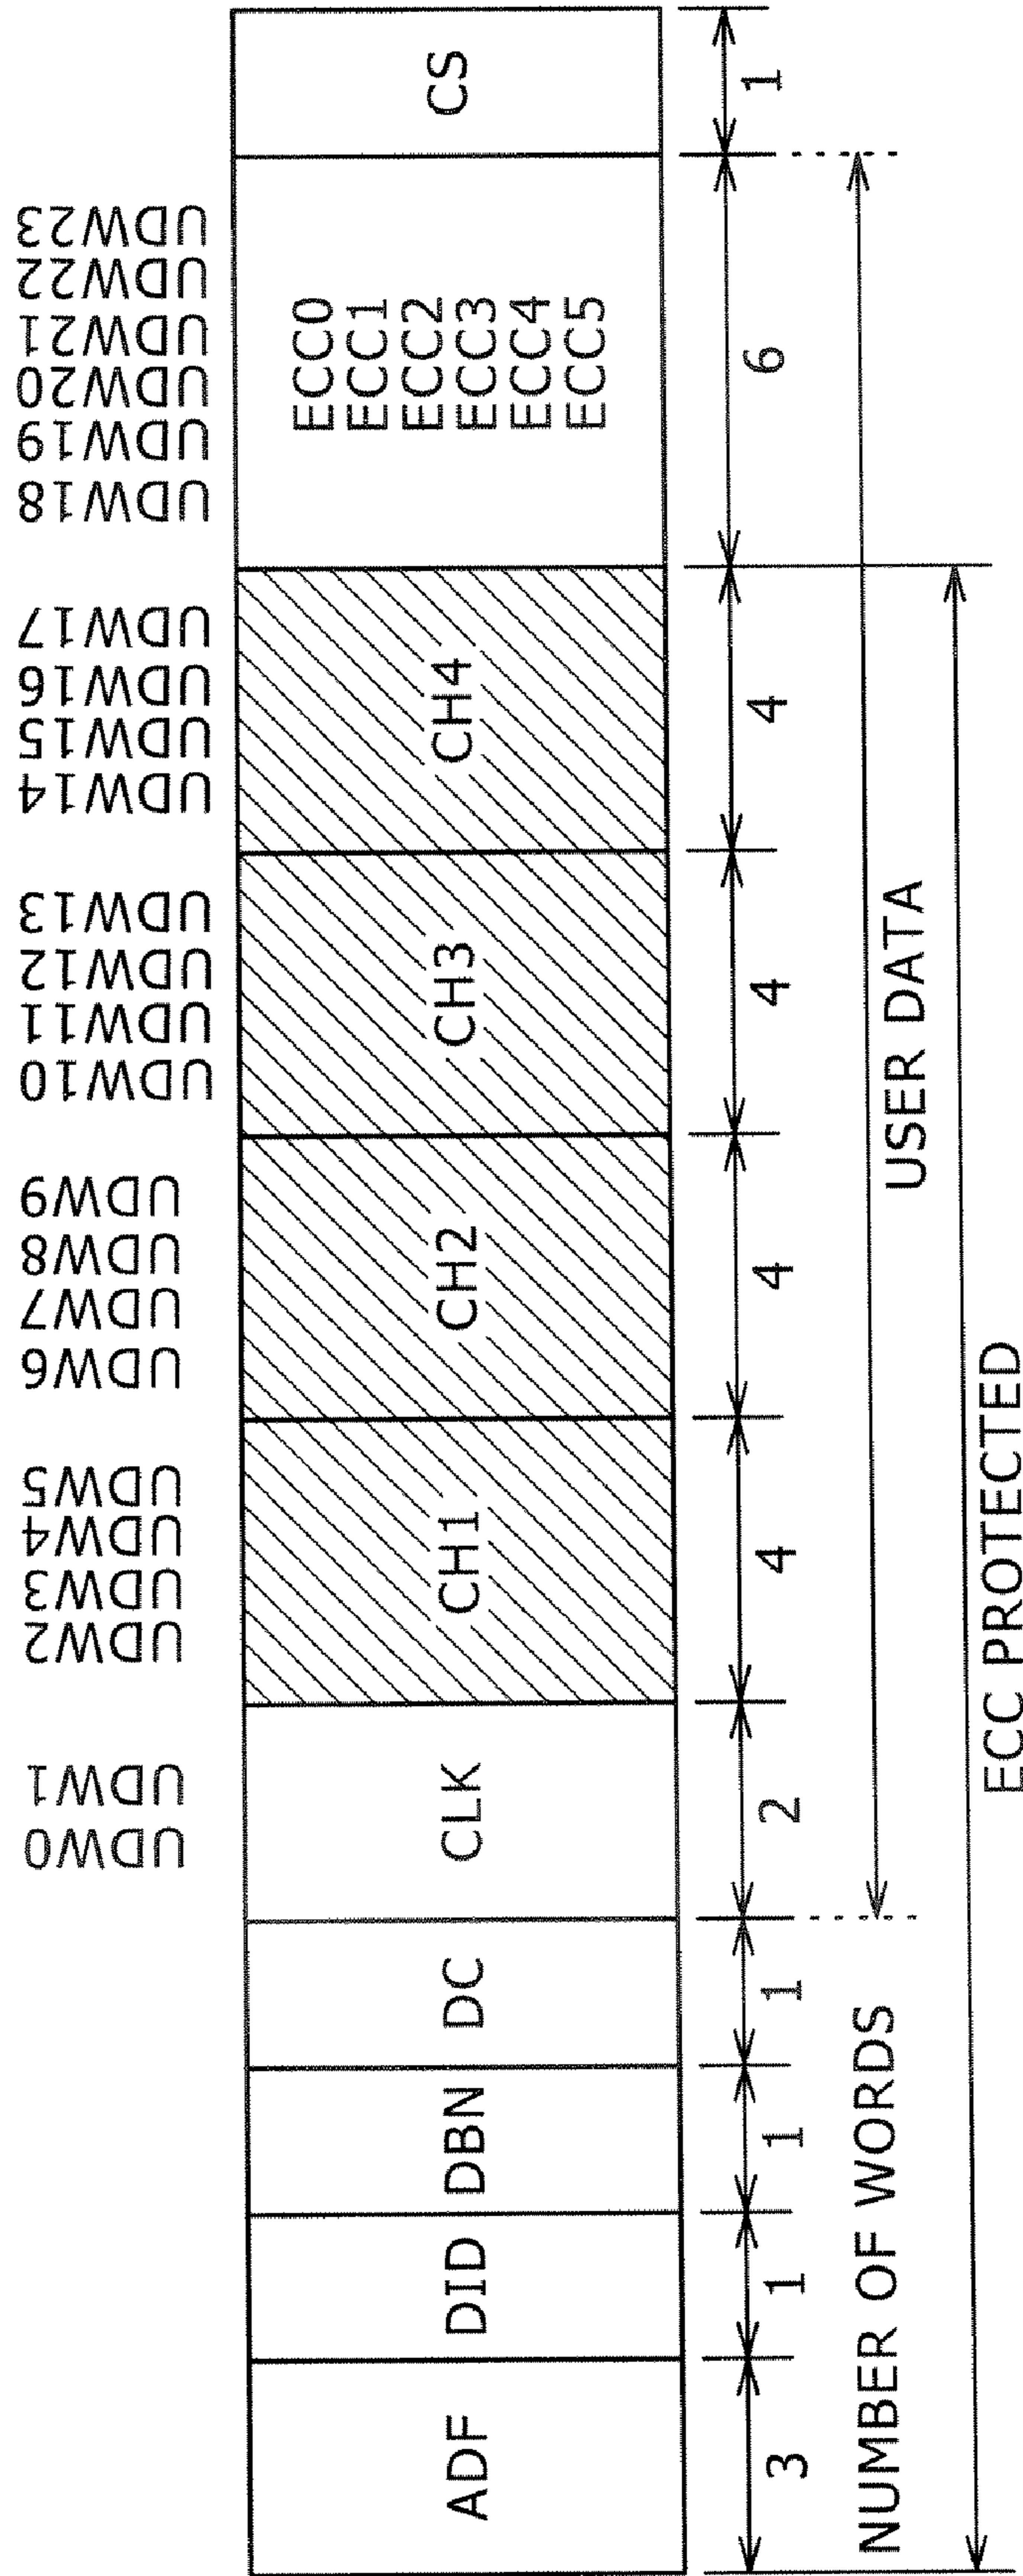 UDW0
UDW1
UDW2
UDW3
UDW4
UDW5
UDW6
UDW7
UDW8
UDW9
UDW10
UDW11
UDW12
UDW13
UDW14
UDW15
UDW16
UDW17
UDW18
UDW19
UDW20
UDW21
UDW22
UDW23
ADF
DID
DBN
DC
CLK
CH1
CH2
CH3
CH4
ECC0
ECC1
ECC2
ECC3
ECC4
ECC5
CS
3
1
1
1
2
4
4
4
4
6
1
NUMBER OF WORDS
USER DATA
ECC PROTECTED